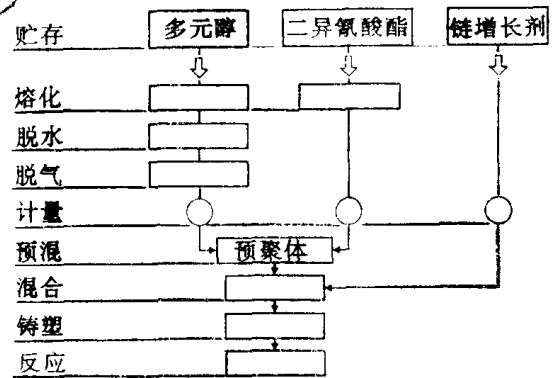 贮存 多元醇 二异氰酸酯 链增长剂
熔化
脱水
脱气
计量
预混 预聚体
混合
铸塑
反应